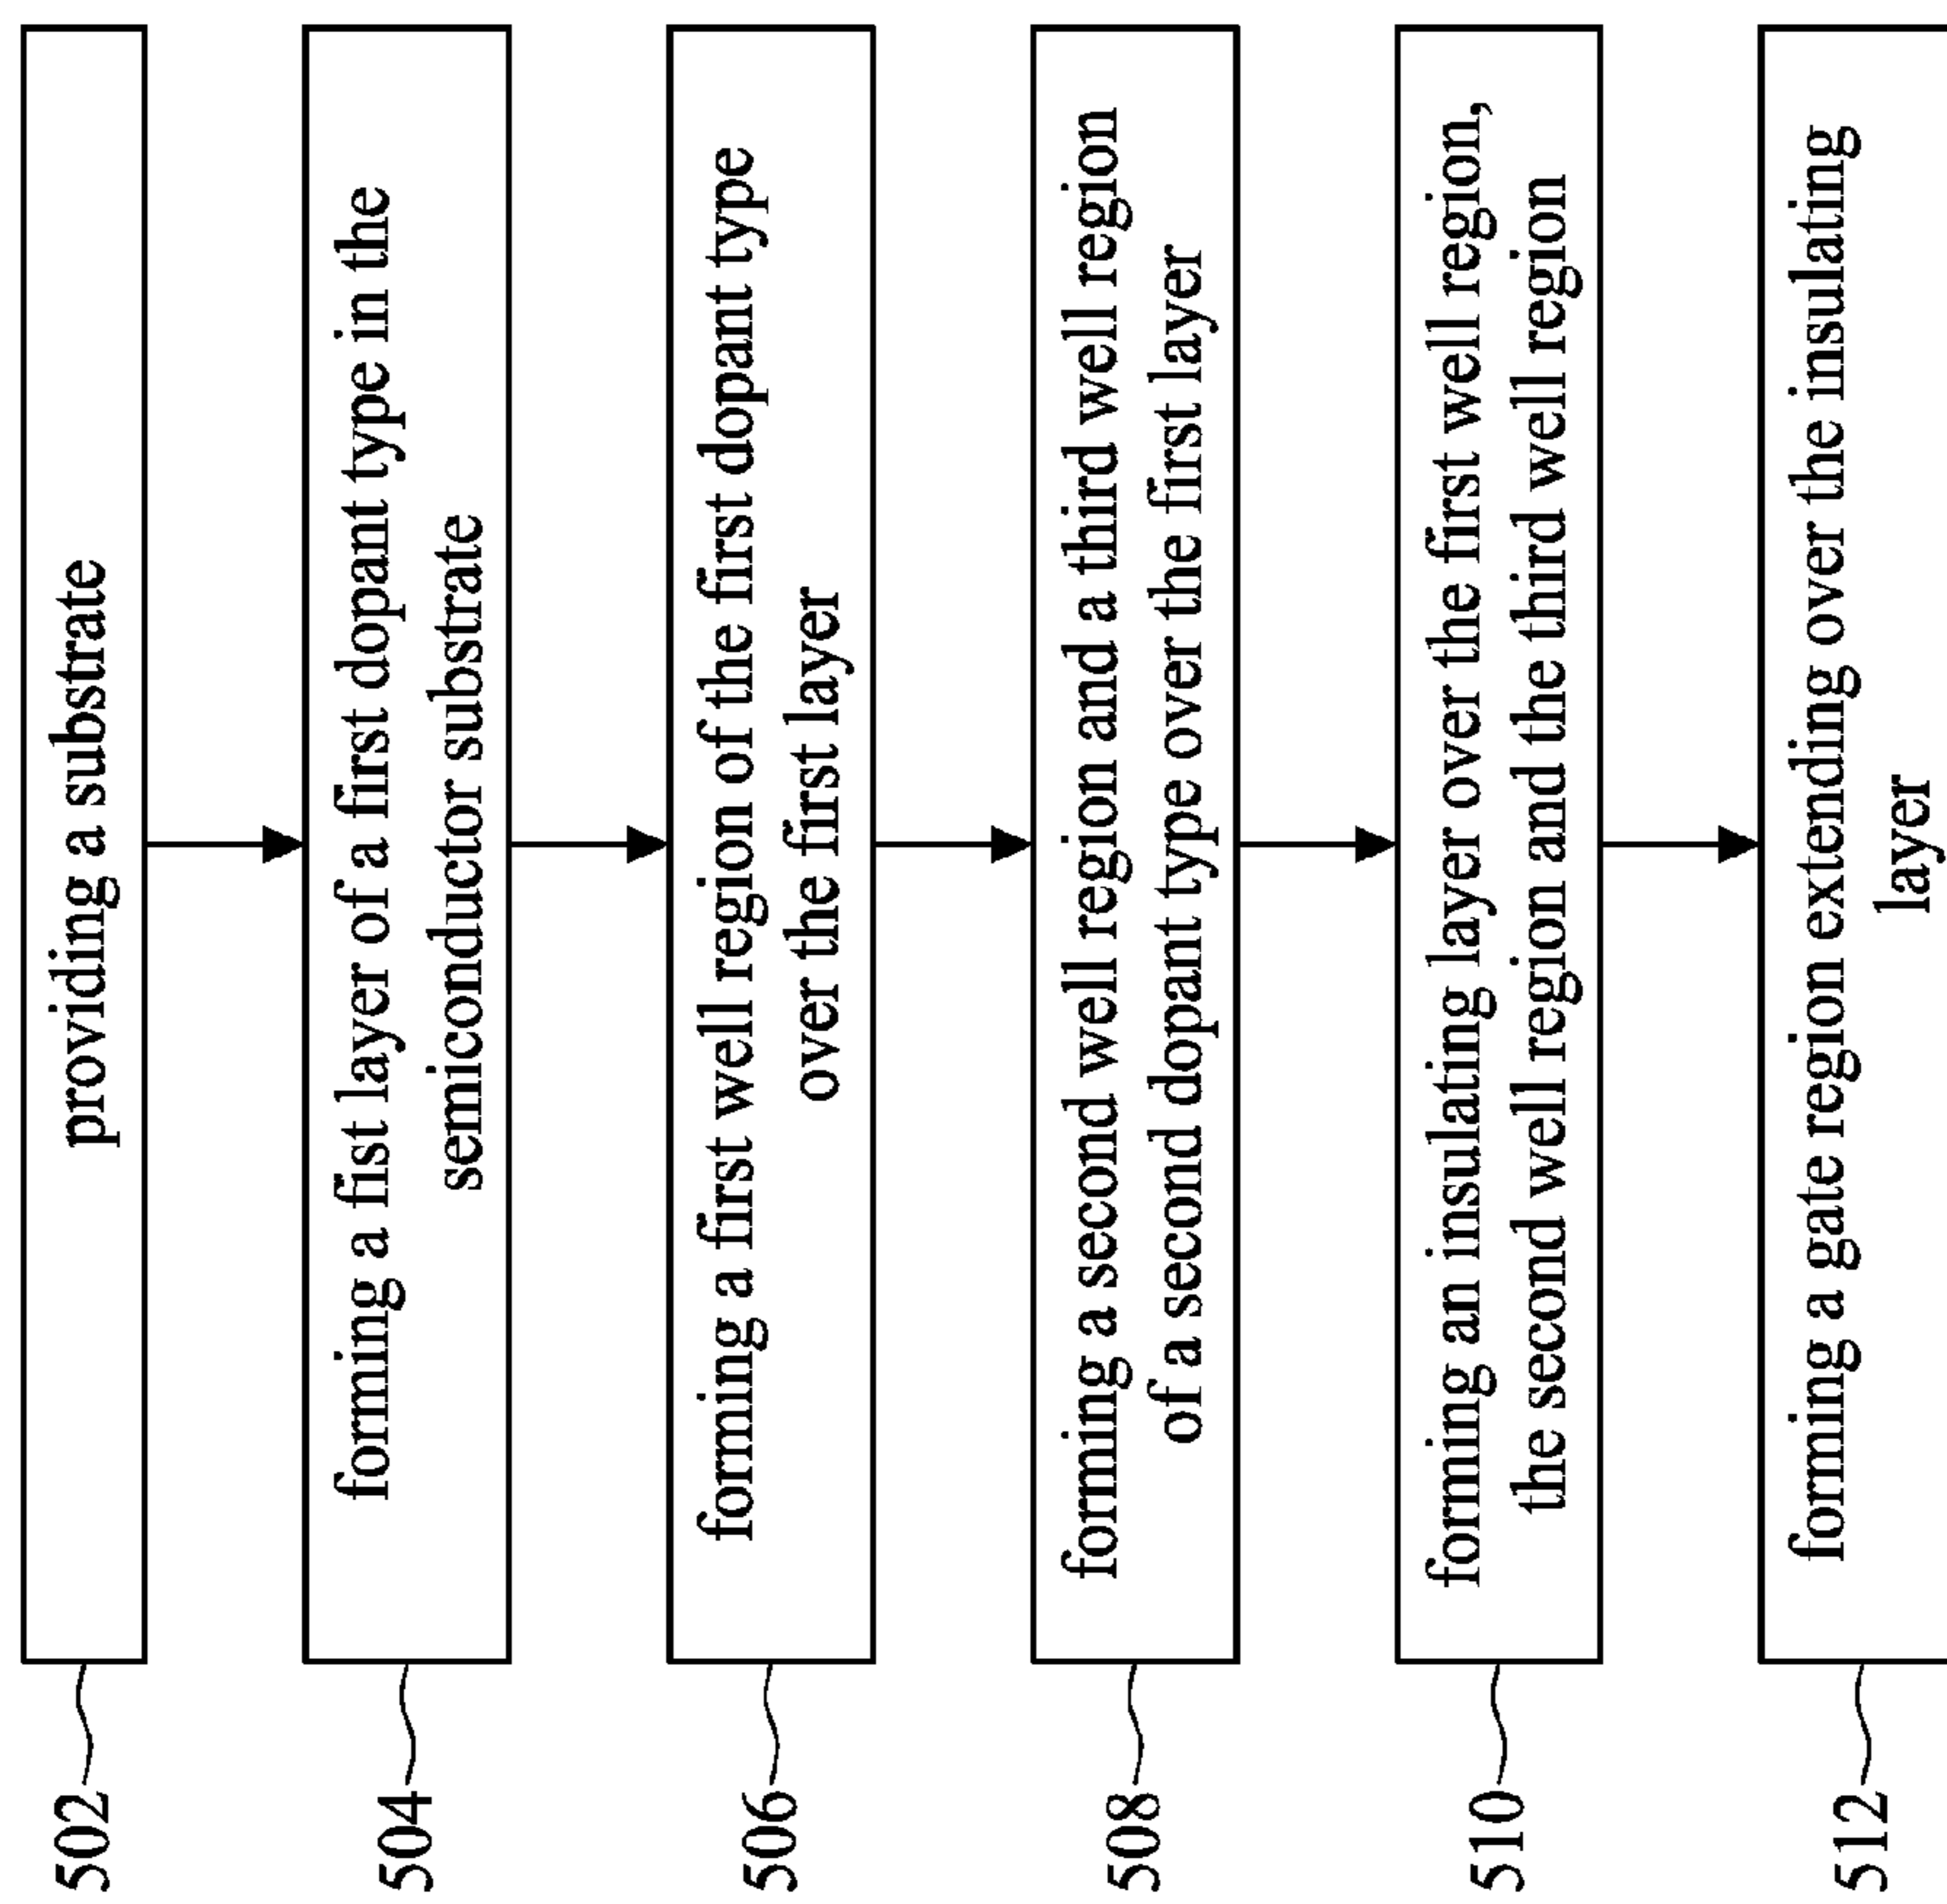 502
providing a substrate
504
forming a fist layer of a first dopant type in the
semiconductor substrate
506
forming a first well region of the first dopant type
over the first layer
508
forming a second well region and a third well region
of a second dopant type over the first layer
510
forming an insulating layer over the first well region,
the second well region and the third well region
512
forming a gate region extending over the insulating
layer